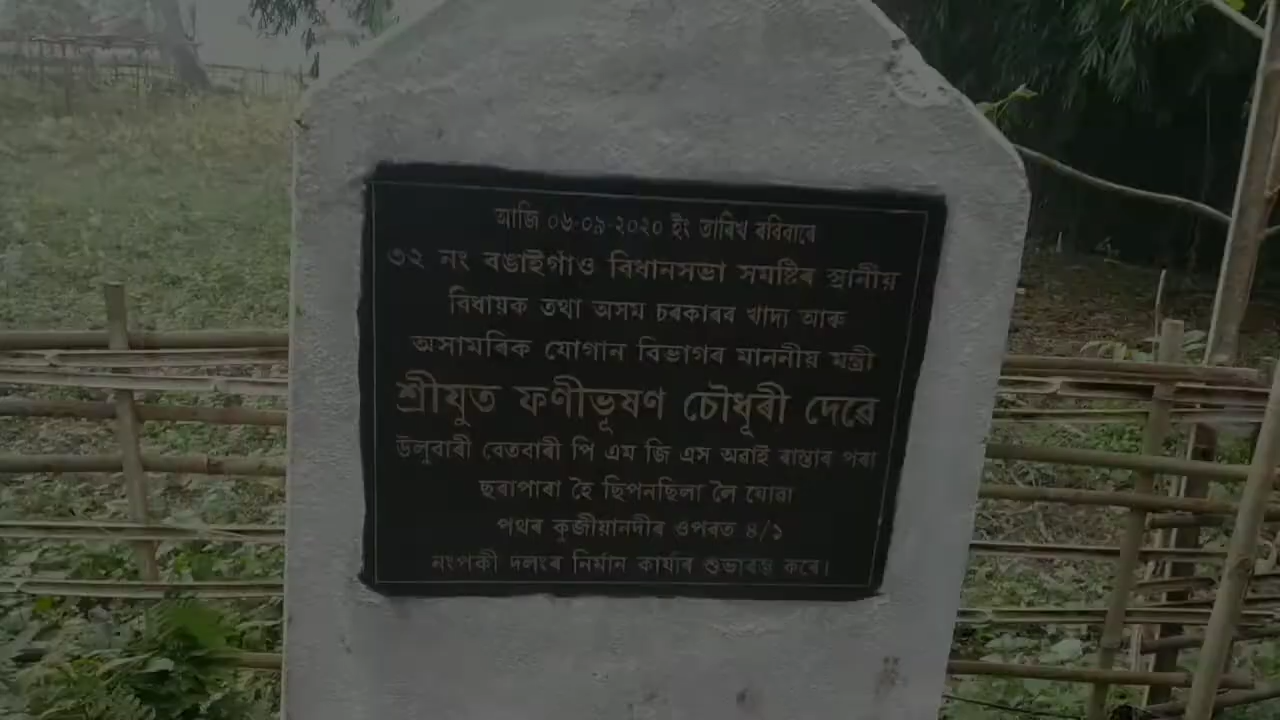 আজি ০৬-০৯-২০২০ ইং তাৰিখ ৰবিবাৰে
৩২ নং বঙাইগাও বিধানসভা সমষ্টিৰ স্থানীয়
বিধায়ক তথা অসম চৰকাৰৰ খাদ্য আৰু
অসামৰিক যোগান বিভাগৰ মাননীয় মন্ত্ৰী
শ্ৰীযুত ফণীভূষণ চৌধূৰী দেৱে
উলুবাৰী বেতবাৰী পি এম জি এস ৱাই ৰাস্তাৰ পৰা
ছৰাপাৰা হৈ ছিপনছিলা লৈ যোৱা
পথৰ কুজীয়ানদীৰ ওপৰত ৪/১
নংপকী দলংৰ নিৰ্মান কাৰ্যৰ শুভাৰম্ভ কৰে।